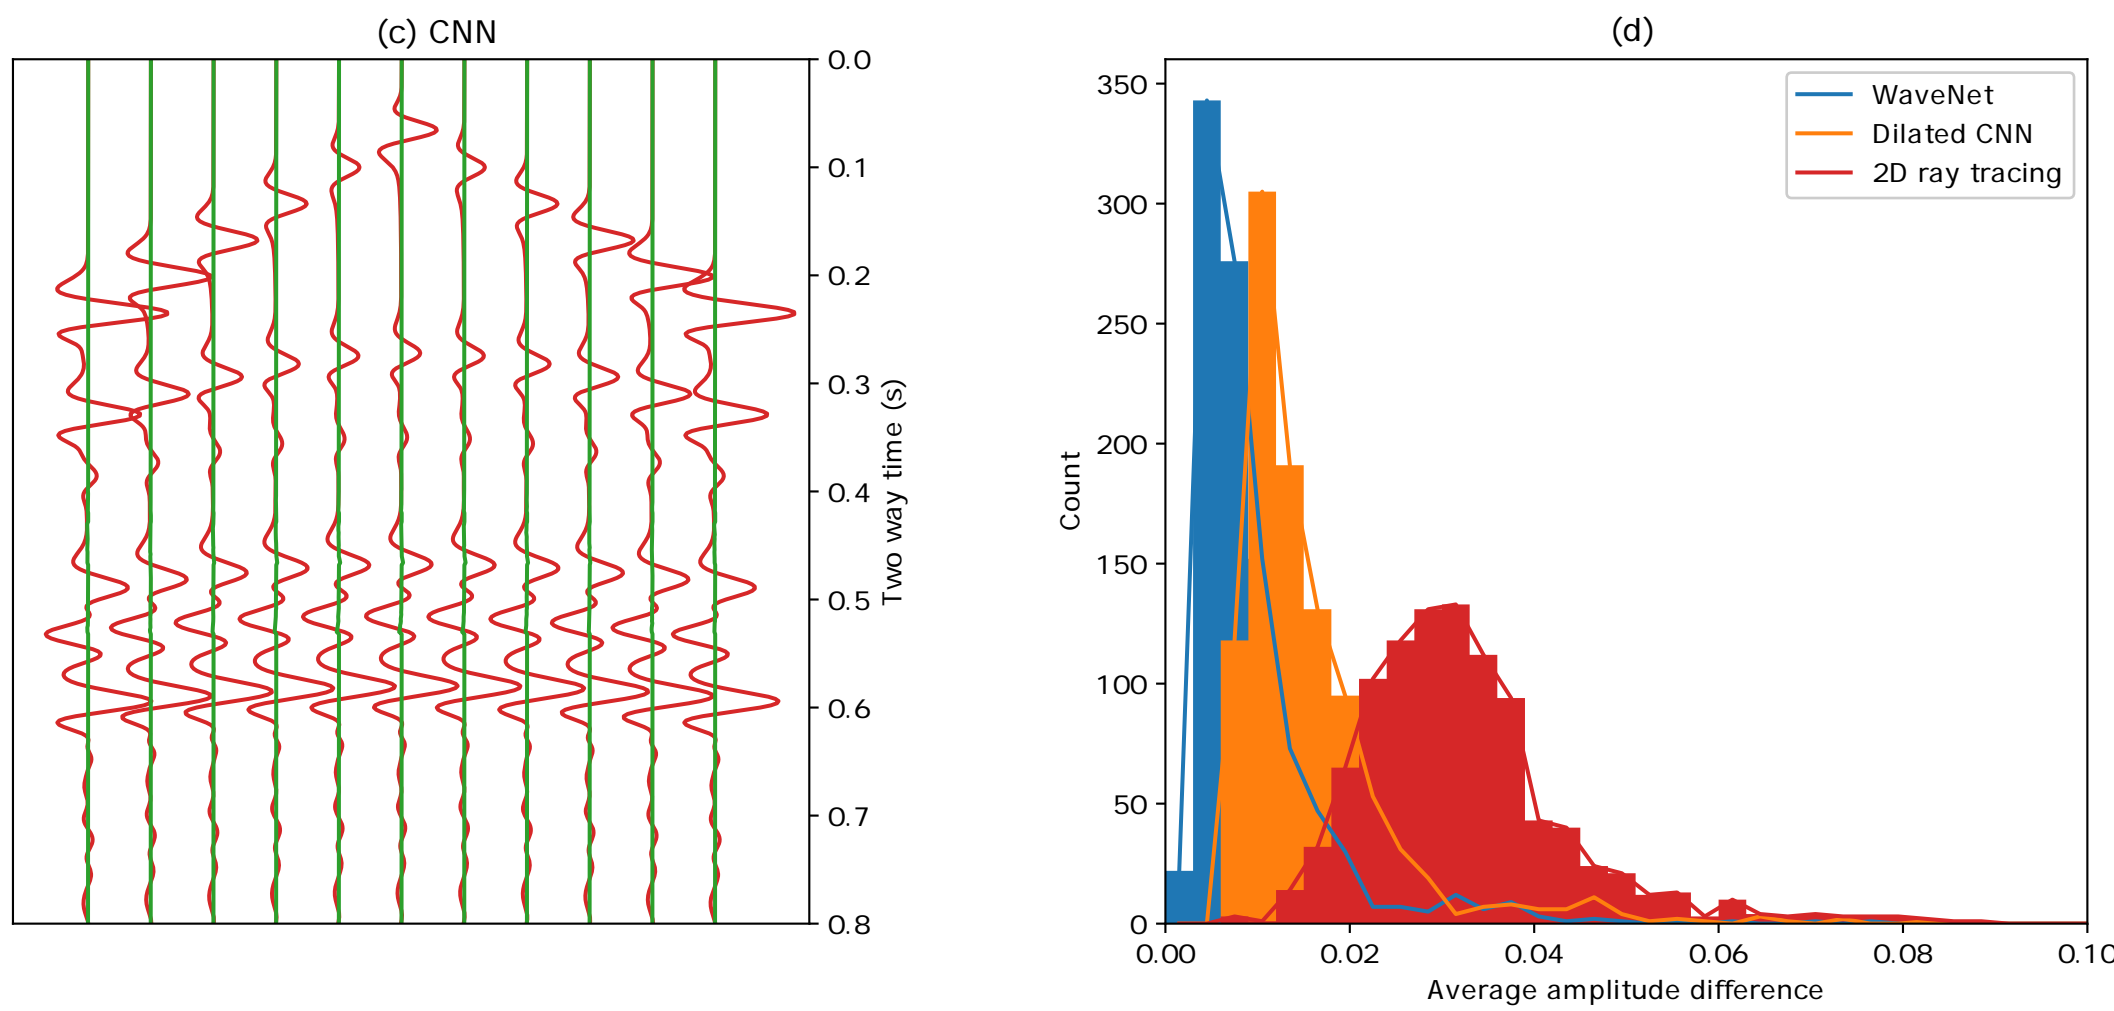 (c) CNN
0.0
0.1
0.2
0.3
0.4
0.5
0.6
0.7
0.8
Two way time (s)
(d)
350
300
250
200
150
100
50
0
Count
WaveNet
Dilated CNN
2D ray tracing
0.00
0.02
0.04
0.06
0.08
0.10
Average amplitude difference